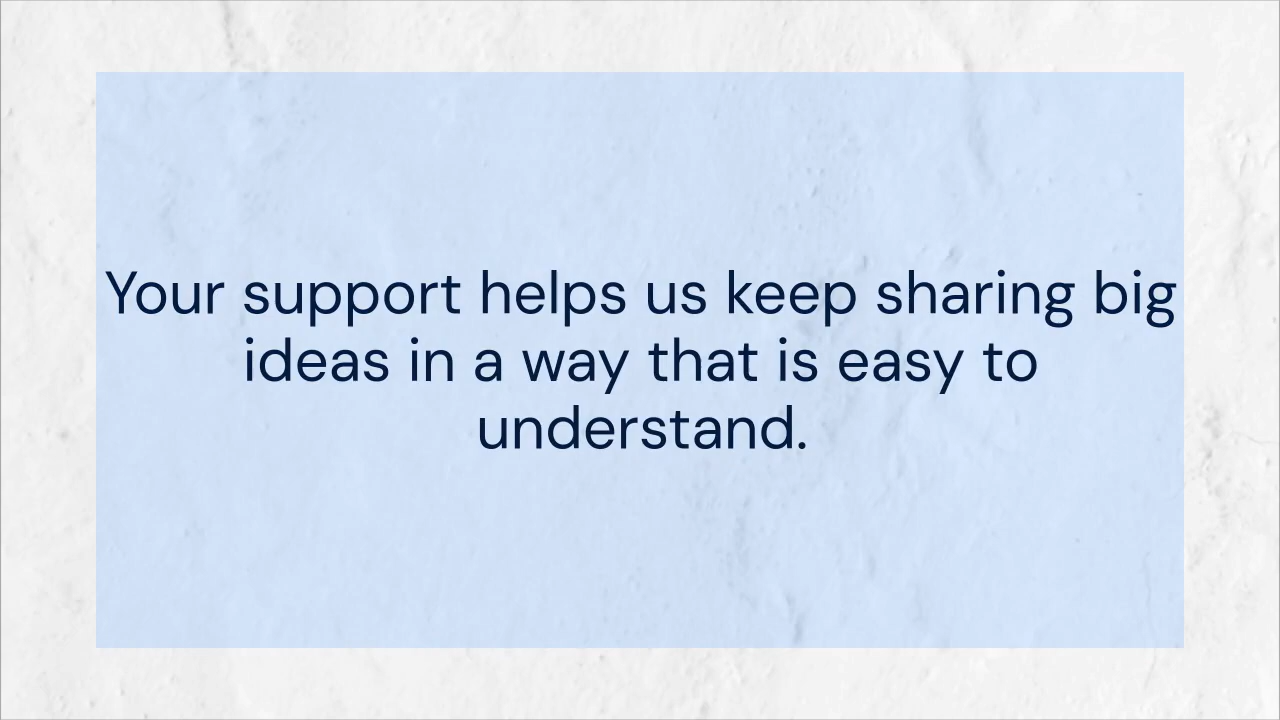 Your support helps us keep sharing big
ideas in a way that is easy to
understand.